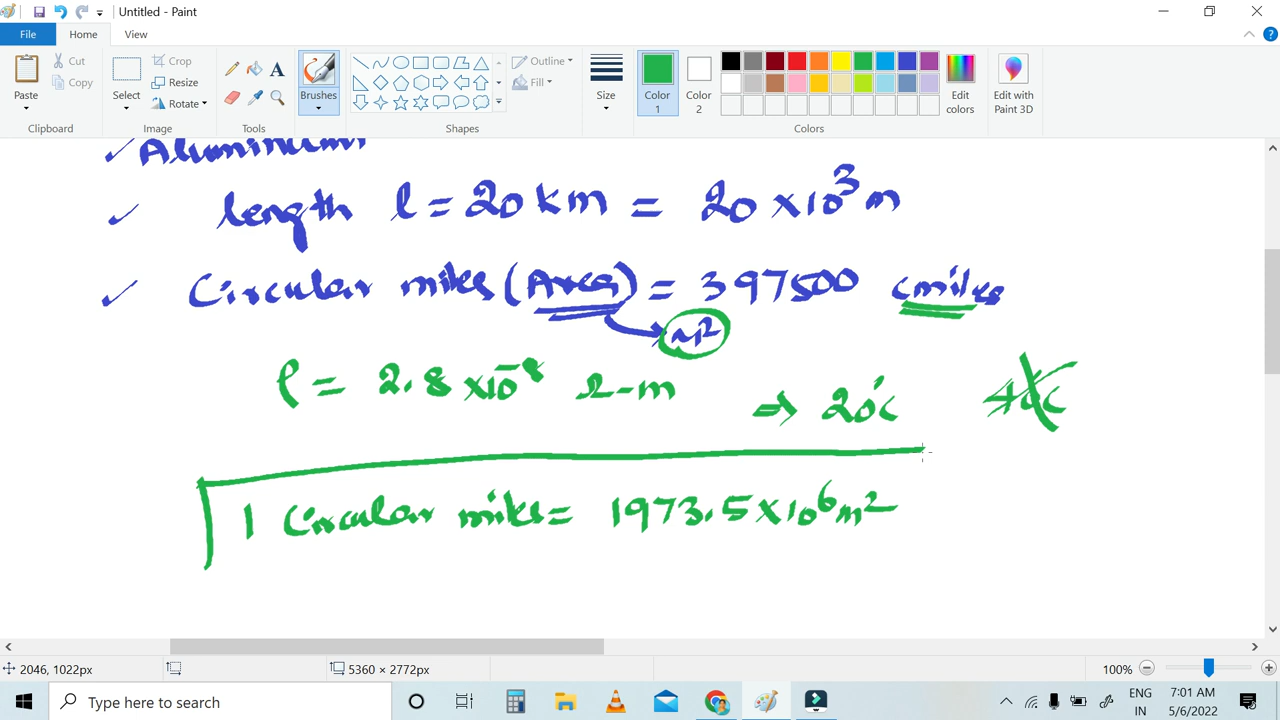 Untitled - Paint
File Home View
Paste Cut Copy Clipboard
Select Crop Resize Rotate Image
Tools
Brushes
Shapes Outline Fill
Size
Color 1 Color 2 Colors Edit colors
Edit with Paint 3D
✓ Aluminium
✓ length l = 20 km = 20 × 10³ m
✓ Circular miles (Area) = 397500 cmiles
m²
ρ = 2.8 × 10⁻⁸ Ω-m ⇒ 20°c
1 Circular miles = 1973.5 × 10⁶ m²
2046, 1022px 5360 × 2772px 100%
Type here to search
ENG IN
7:01 AM
5/6/2022